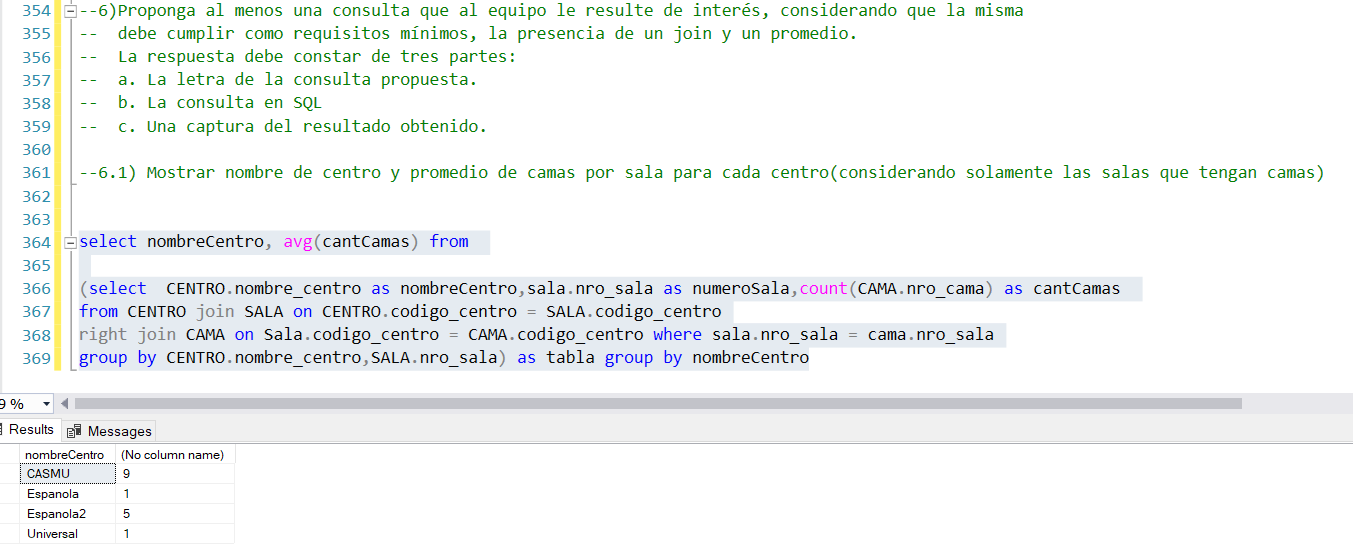 354 --6)Proponga al menos una consulta que al equipo le resulte de interés, considerando que la misma
355 --  debe cumplir como requisitos mínimos, la presencia de un join y un promedio.
356 --  La respuesta debe constar de tres partes:
357 --  a. La letra de la consulta propuesta.
358 --  b. La consulta en SQL
359 --  c. Una captura del resultado obtenido.
360
361 --6.1) Mostrar nombre de centro y promedio de camas por sala para cada centro(considerando solamente las salas que tengan camas)
362
363
364 select nombreCentro, avg(cantCamas) from
365
366 (select  CENTRO.nombre_centro as nombreCentro,sala.nro_sala as numeroSala,count(CAMA.nro_cama) as cantCamas
367 from CENTRO join SALA on CENTRO.codigo_centro = SALA.codigo_centro
368 right join CAMA on Sala.codigo_centro = CAMA.codigo_centro where sala.nro_sala = cama.nro_sala
369 group by CENTRO.nombre_centro,SALA.nro_sala) as tabla group by nombreCentro
9 %
Results Messages
nombreCentro (No column name)
CASMU 9
Espanola 1
Espanola2 5
Universal 1